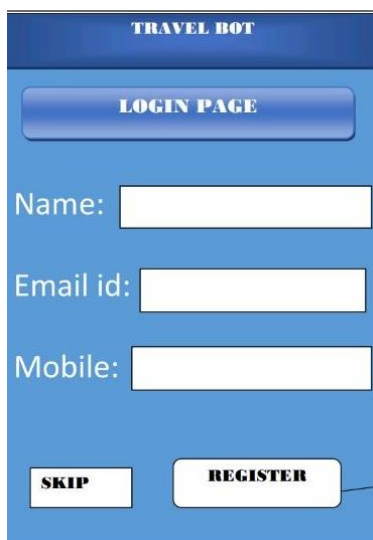 TRAVEL BOT
LOGIN PAGE
Name:
Email id:
Mobile:
SKIP
REGISTER